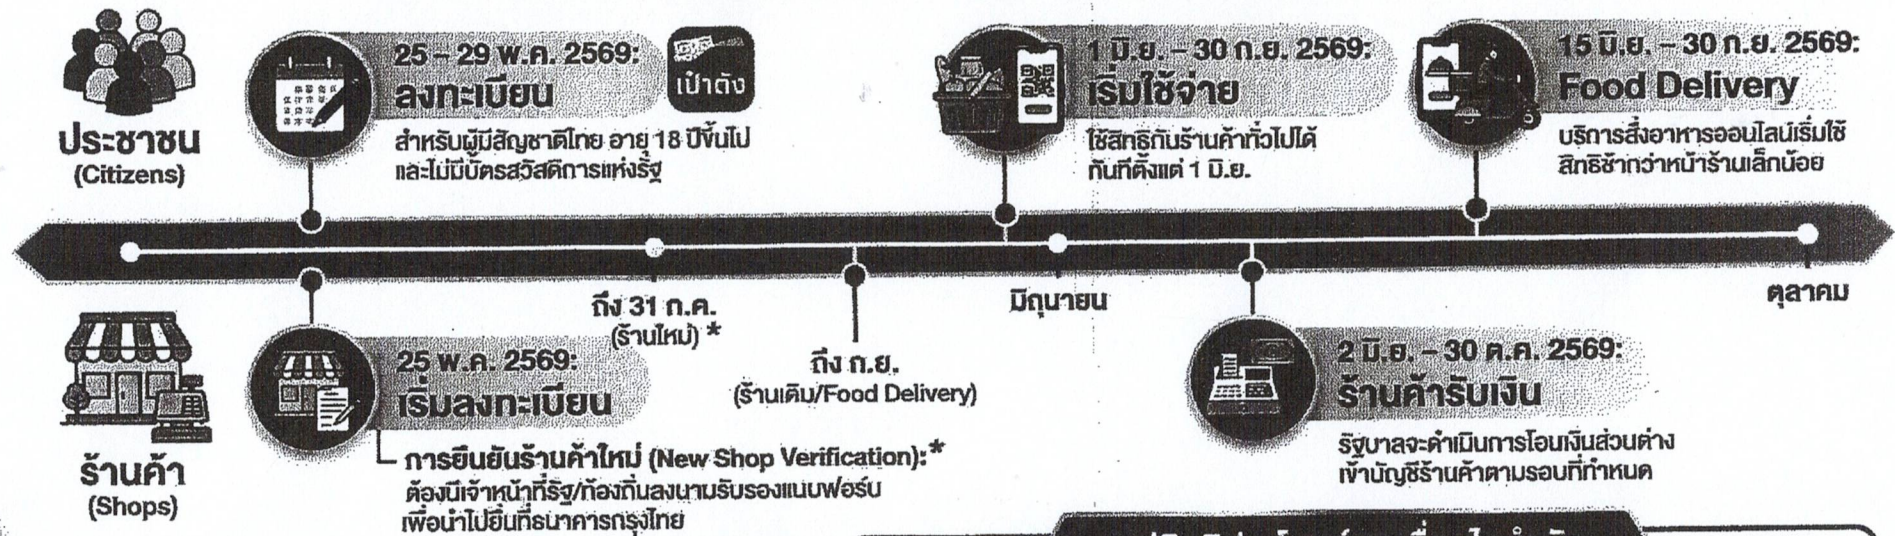 ประชาชน
(Citizens)
25 – 29 พ.ค. 2569:
ลงทะเบียน
เป๋าตัง
สำหรับผู้มีสัญชาติไทย อายุ 18 ปีขึ้นไป
และไม่มีบัตรสวัสดิการแห่งรัฐ
1 มิ.ย. – 30 ก.ย. 2569:
เริ่มใช้จ่าย
ใช้สิทธิกับร้านค้าทั่วไปได้
ทันทีตั้งแต่ 1 มิ.ย.
15 มิ.ย. – 30 ก.ย. 2569:
Food Delivery
บริการสั่งอาหารออนไลน์เริ่มใช้
สิทธิช้ากว่าหน้าร้านเล็กน้อย
ถึง 31 ก.ค.
(ร้านใหม่) *
ถึง ก.ย.
(ร้านเดิม/Food Delivery)
มิถุนายน
ตุลาคม
ร้านค้า
(Shops)
25 พ.ค. 2569:
เริ่มลงทะเบียน
การยืนยันร้านค้าใหม่ (New Shop Verification):*
ต้องมีเจ้าหน้าที่รัฐ/ท้องถิ่นลงนามรับรองแบบฟอร์ม
เพื่อนำไปยื่นที่ธนาคารกรุงไทย
2 มิ.ย. – 30 ต.ค. 2569:
ร้านค้ารับเงิน
รัฐบาลจะดำเนินการโอนเงินส่วนต่าง
เข้าบัญชีร้านค้าตามรอบที่กำหนด